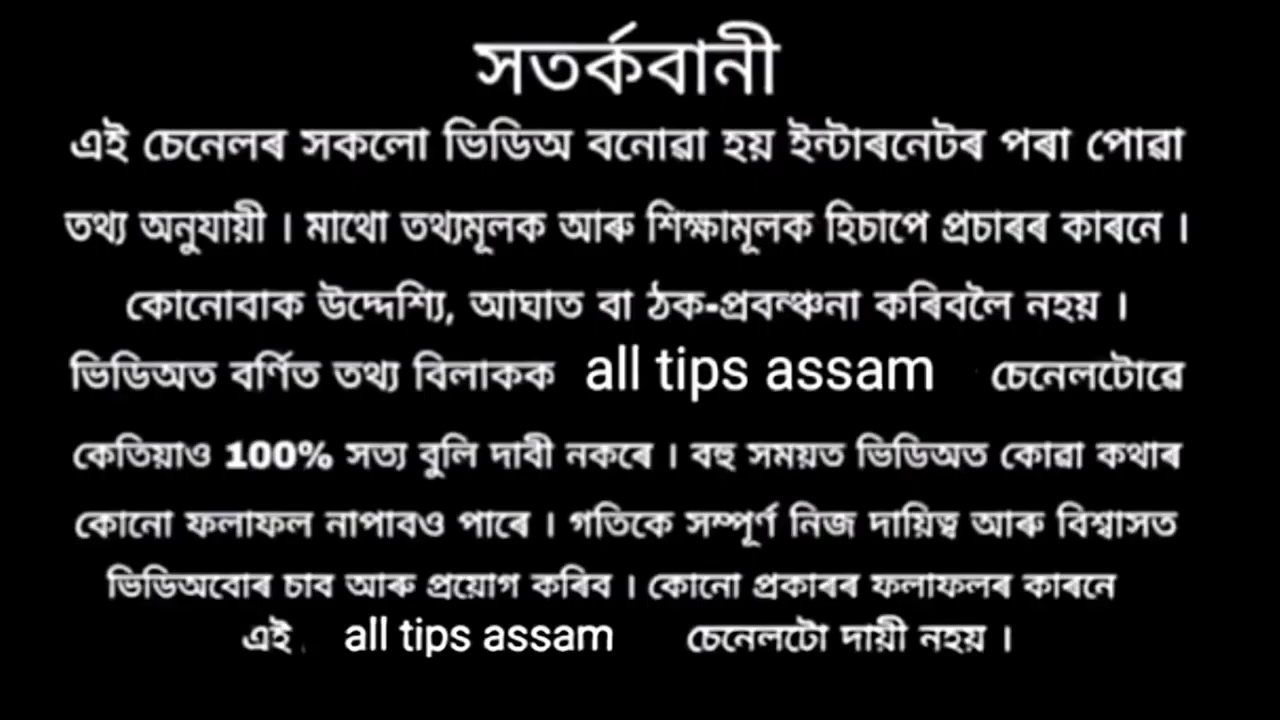 সতৰ্কবানী
এই চেনেলৰ সকলো ভিডিঅ বনোৱা হয় ইন্টাৰনেটৰ পৰা পোৱা
তথ্য অনুযায়ী । মাথো তথ্যমূলক আৰু শিক্ষামূলক হিচাপে প্ৰচাৰৰ কাৰনে ।
কোনোবাক উদ্দেশ্যি, আঘাত বা ঠক-প্ৰবঞ্চনা কৰিবলৈ নহয় ।
ভিডিঅত বৰ্ণিত তথ্য বিলাকক all tips assam চেনেলটোৱে
কেতিয়াও 100% সত্য বুলি দাবী নকৰে । বহু সময়ত ভিডিঅত কোৱা কথাৰ
কোনো ফলাফল নাপাবও পাৰে । গতিকে সম্পূৰ্ণ নিজ দায়িত্ব আৰু বিশ্বাসত
ভিডিঅবোৰ চাব আৰু প্ৰয়োগ কৰিব । কোনো প্ৰকাৰৰ ফলাফলৰ কাৰনে
এই all tips assam চেনেলটো দায়ী নহয় ।